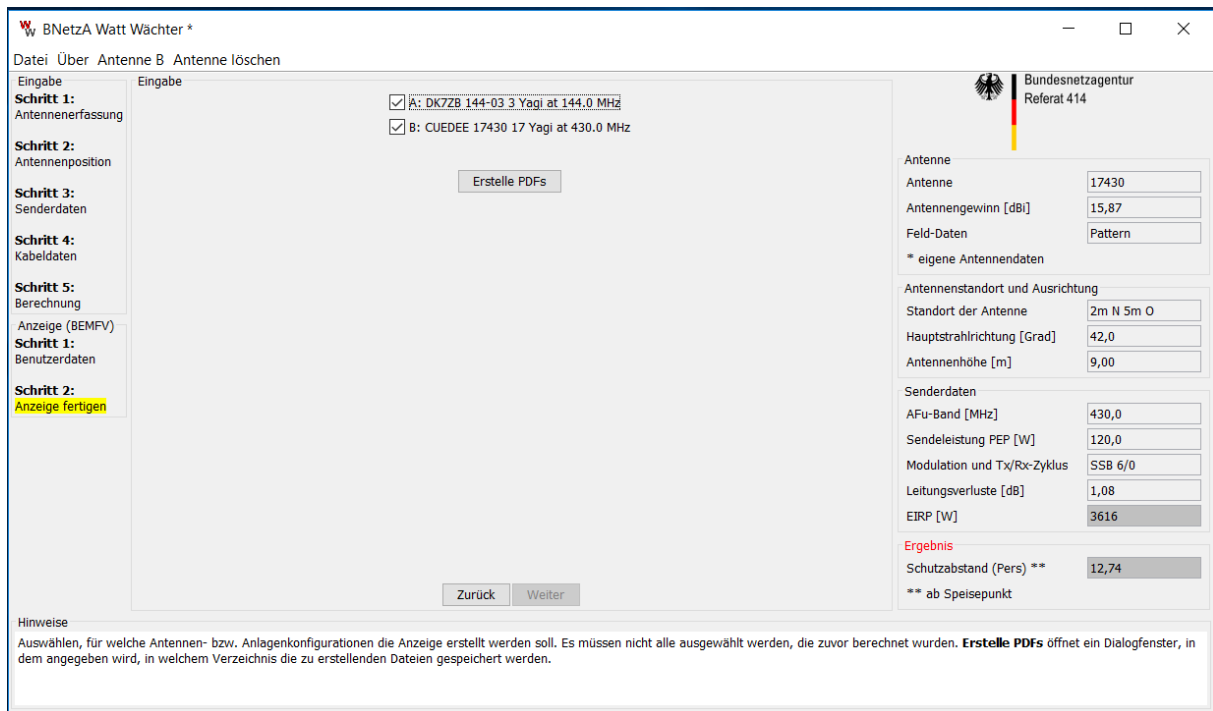 BNetzA Watt Wächter *
Datei Über Antenne B Antenne löschen
Eingabe
Schritt 1:
Antennenerfassung
Schritt 2:
Antennenposition
Schritt 3:
Senderdaten
Schritt 4:
Kabeldaten
Schritt 5:
Berechnung
Anzeige (BEMFV)
Schritt 1:
Benutzerdaten
Schritt 2:
Anzeige fertigen
Eingabe
A: DK7ZB 144-03 3 Yagi at 144.0 MHz
B: CUEDEE 17430 17 Yagi at 430.0 MHz
Erstelle PDFs
Zurück Weiter
Bundesnetzagentur
Referat 414
Antenne
Antenne 17430
Antennengewinn [dBi] 15,87
Feld-Daten Pattern
* eigene Antennendaten
Antennenstandort und Ausrichtung
Standort der Antenne 2m N 5m O
Hauptstrahlrichtung [Grad] 42,0
Antennenhöhe [m] 9,00
Senderdaten
AFu-Band [MHz] 430,0
Sendeleistung PEP [W] 120,0
Modulation und Tx/Rx-Zyklus SSB 6/0
Leitungsverluste [dB] 1,08
EIRP [W] 3616
Ergebnis
Schutzabstand (Pers) ** 12,74
** ab Speisepunkt
Hinweise
Auswählen, für welche Antennen- bzw. Anlagenkonfigurationen die Anzeige erstellt werden soll. Es müssen nicht alle ausgewählt werden, die zuvor berechnet wurden. Erstelle PDFs öffnet ein Dialogfenster, in
dem angegeben wird, in welchem Verzeichnis die zu erstellenden Dateien gespeichert werden.